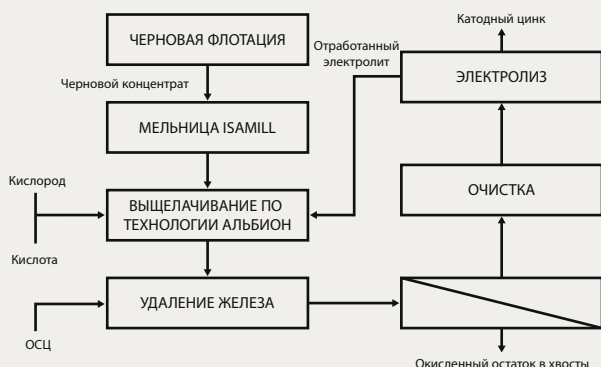 ЧЕРНОВАЯ ФЛОТАЦИЯ
Черновой концентрат
МЕЛЬНИЦА ISAMILL
Кислород
Кислота
ВЫЩЕЛАЧИВАНИЕ ПО
ТЕХНОЛОГИИ АЛЬБИОН
УДАЛЕНИЕ ЖЕЛЕЗА
ОСЦ
Отработанный
электролит
Катодный цинк
ЭЛЕКТРОЛИЗ
ОЧИСТКА
Окисленный остаток в хвосты